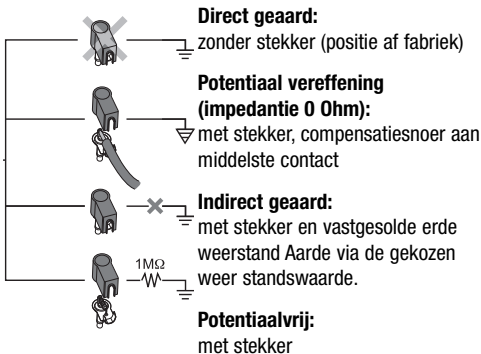 Direct geaard:
zonder stekker (positie af fabriek)
Potentiaal vereffening
(impedantie 0 Ohm):
met stekker, compensatiesnoer aan
middelste contact
Indirect geaard:
met stekker en vastgesolde erde
weerstand Aarde via de gekozen
weer standswaarde.
1MΩ
Potentiaalvrij:
met stekker